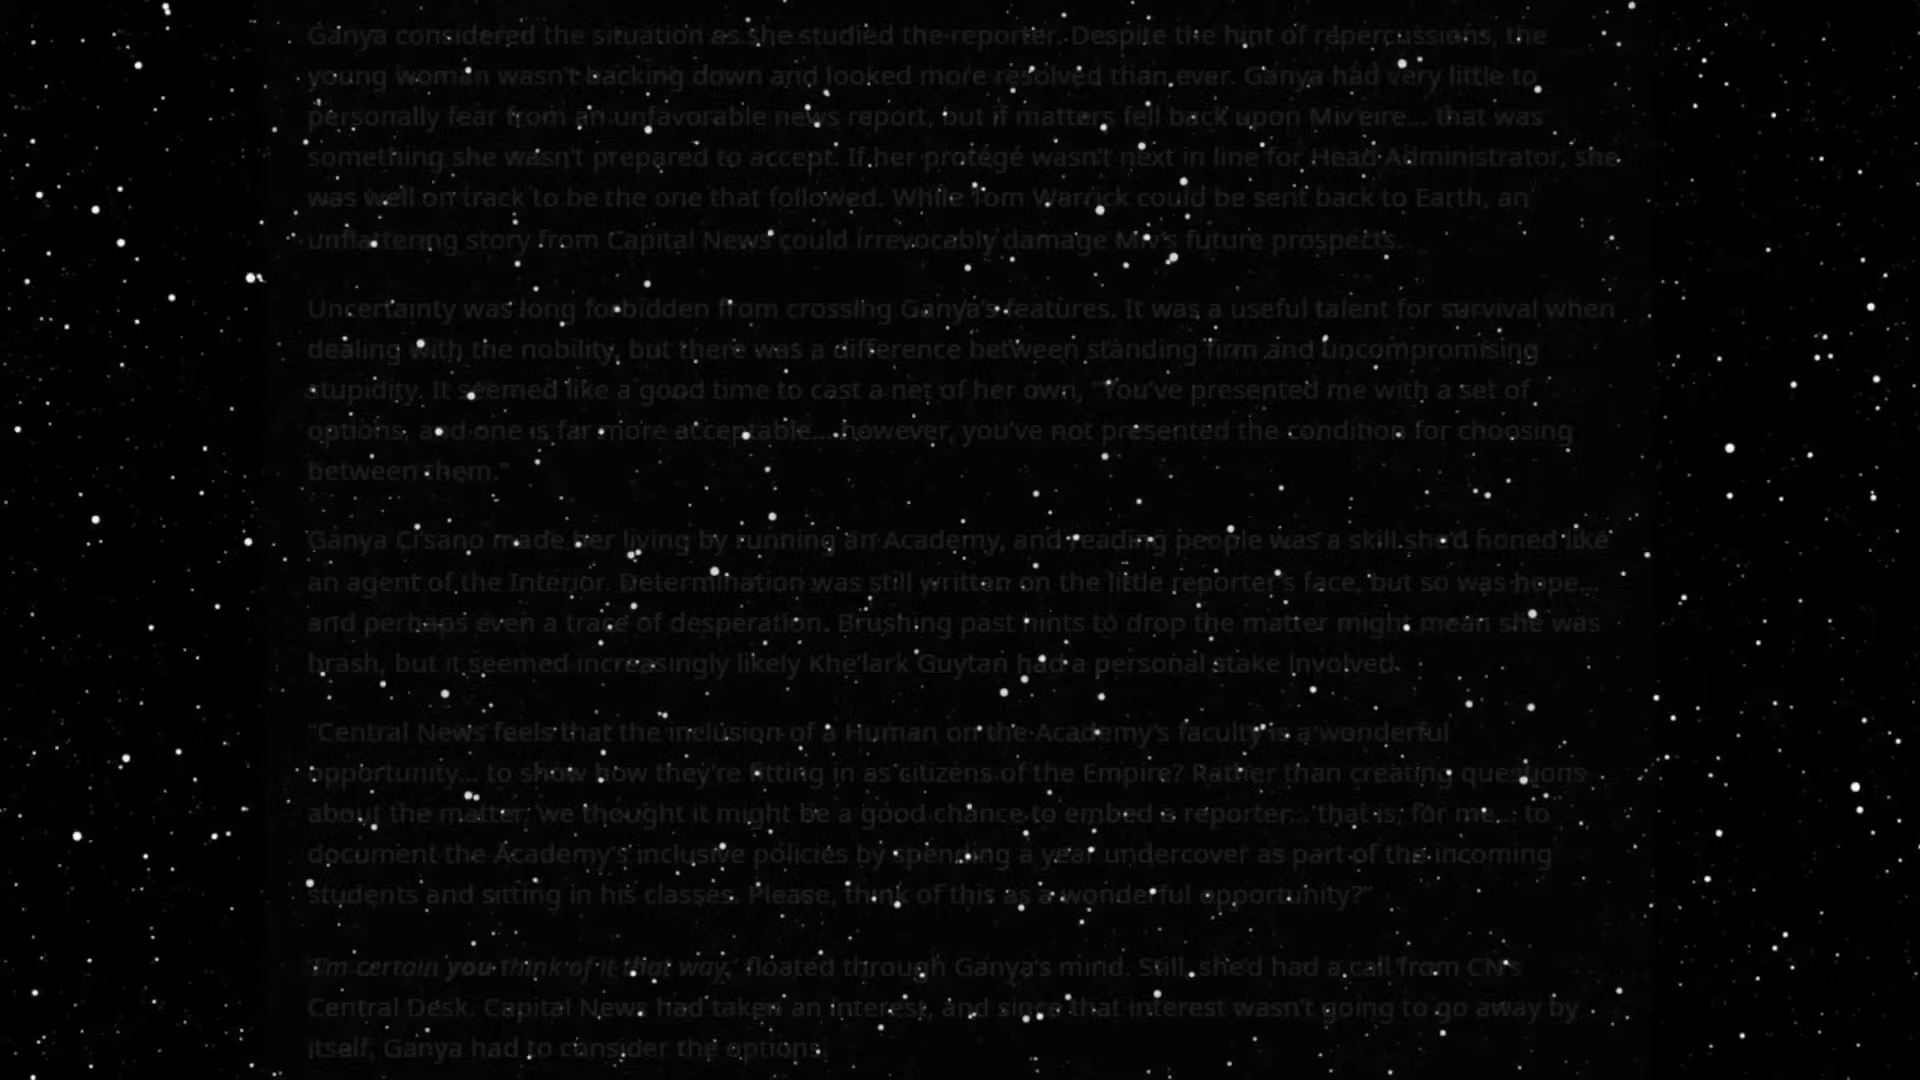 Ganya considered the situation as she studied the reporter. Despite the hint of repercussions, the
young woman wasn't backing down and looked more resolved than ever. Ganya had very little to
personally fear from an unfavorable news report, but if matters fell back upon Miv'eire... that was
something she wasn't prepared to accept. If her protégé wasn't next in line for Head Administrator, she
was well on track to be the one that followed. While Tom Warrick could be sent back to Earth, an
unflattering story from Capital News could irrevocably damage Miv's future prospects.
Uncertainty was long forbidden from crossing Ganya's features. It was a useful talent for survival when
dealing with the nobility, but there was a difference between standing firm and uncompromising
stupidity. It seemed like a good time to cast a net of her own, "You've presented me with a set of
options, and one is far more acceptable... however, you've not presented the condition for choosing
between them."
Ganya Ci'sano made her living by running an Academy, and reading people was a skill she'd honed like
an agent of the Interior. Determination was still written on the little reporter's face, but so was hope...
and perhaps even a trace of desperation. Brushing past hints to drop the matter might mean she was
brash, but it seemed increasingly likely Khe'lark Guytan had a personal stake involved.
"Central News feels that the inclusion of a Human on the Academy's faculty is a wonderful
opportunity... to show how they're fitting in as citizens of the Empire? Rather than creating questions
about the matter, we thought it might be a good chance to embed a reporter... that is, for me... to
document the Academy's inclusive policies by spending a year undercover as part of the incoming
students and sitting in his classes. Please, think of this as a wonderful opportunity?"
'I'm certain you think of it that way,' floated through Ganya's mind. Still, she'd had a call from CN's
Central Desk. Capital News had taken an interest, and since that interest wasn't going to go away by
itself, Ganya had to consider the options.